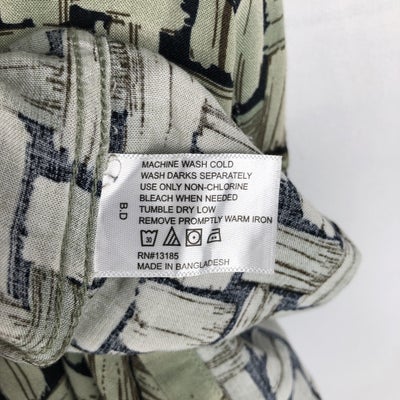 MACHINE WASH COLD
WASH DARKS SEPARATELY
USE ONLY NON-CHLORINE
BLEACH WHEN NEEDED
TUMBLE DRY LOW
REMOVE PROMPTLY WARM IRON
30
RN#13185
MADE IN BANGLADESH
B.D